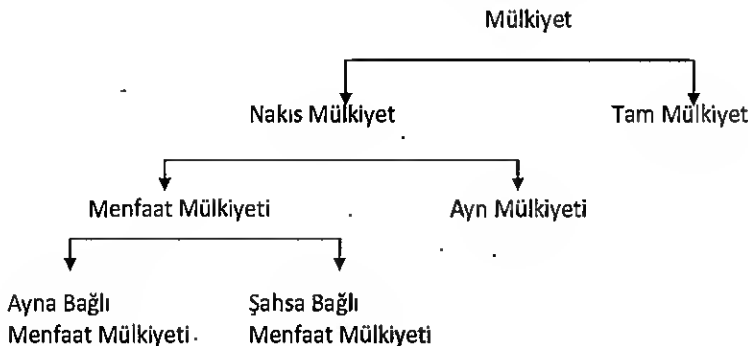 Mülkiyet
Nakıs Mülkiyet Tam Mülkiyet
Menfaat Mülkiyeti Ayn Mülkiyeti
Ayna Bağlı Şahsa Bağlı
Menfaat Mülkiyeti Menfaat Mülkiyeti